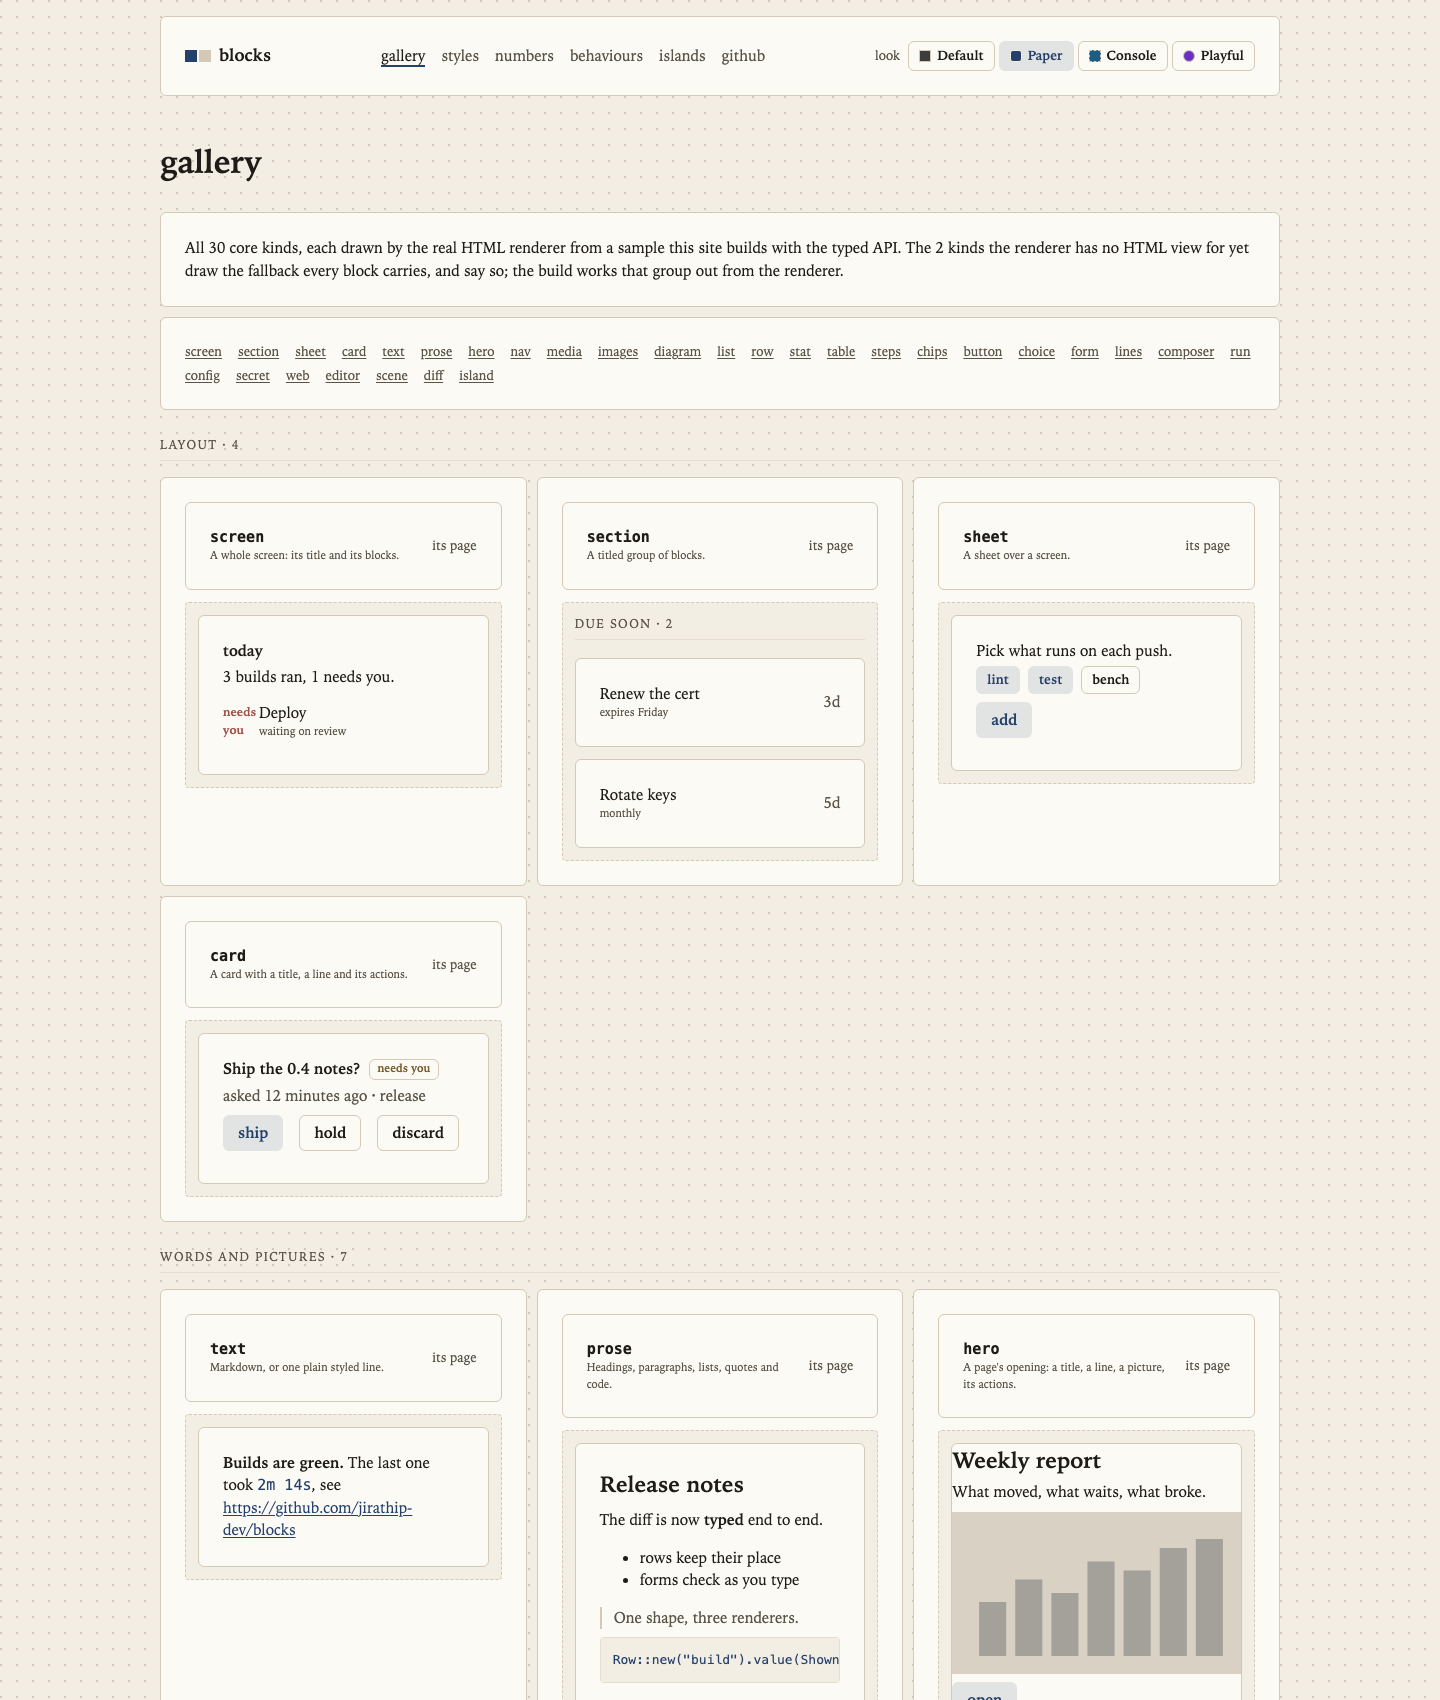 blocks
gallery styles numbers behaviours islands github
look Default Paper Console Playful
gallery
All 30 core kinds, each drawn by the real HTML renderer from a sample this site builds with the typed API. The 2 kinds the renderer has no HTML view for yet
draw the fallback every block carries, and say so; the build works that group out from the renderer.
screen section sheet card text prose hero nav media images diagram list row stat table steps chips button choice form lines composer run
config secret web editor scene diff island
LAYOUT · 4
screen
A whole screen: its title and its blocks.
its page
today
3 builds ran, 1 needs you.
needs you
Deploy
waiting on review
section
A titled group of blocks.
its page
DUE SOON · 2
Renew the cert
expires Friday
3d
Rotate keys
monthly
5d
sheet
A sheet over a screen.
its page
Pick what runs on each push.
lint test bench
add
card
A card with a title, a line and its actions.
its page
Ship the 0.4 notes? needs you
asked 12 minutes ago · release
ship hold discard
WORDS AND PICTURES · 7
text
Markdown, or one plain styled line.
its page
Builds are green. The last one
took 2m 14s, see
https://github.com/jirathip-
dev/blocks
prose
Headings, paragraphs, lists, quotes and
code.
its page
Release notes
The diff is now typed end to end.
• rows keep their place
• forms check as you type
One shape, three renderers.
Row::new("build").value(Shown
hero
A page's opening: a title, a line, a picture,
its actions.
its page
Weekly report
What moved, what waits, what broke.
open